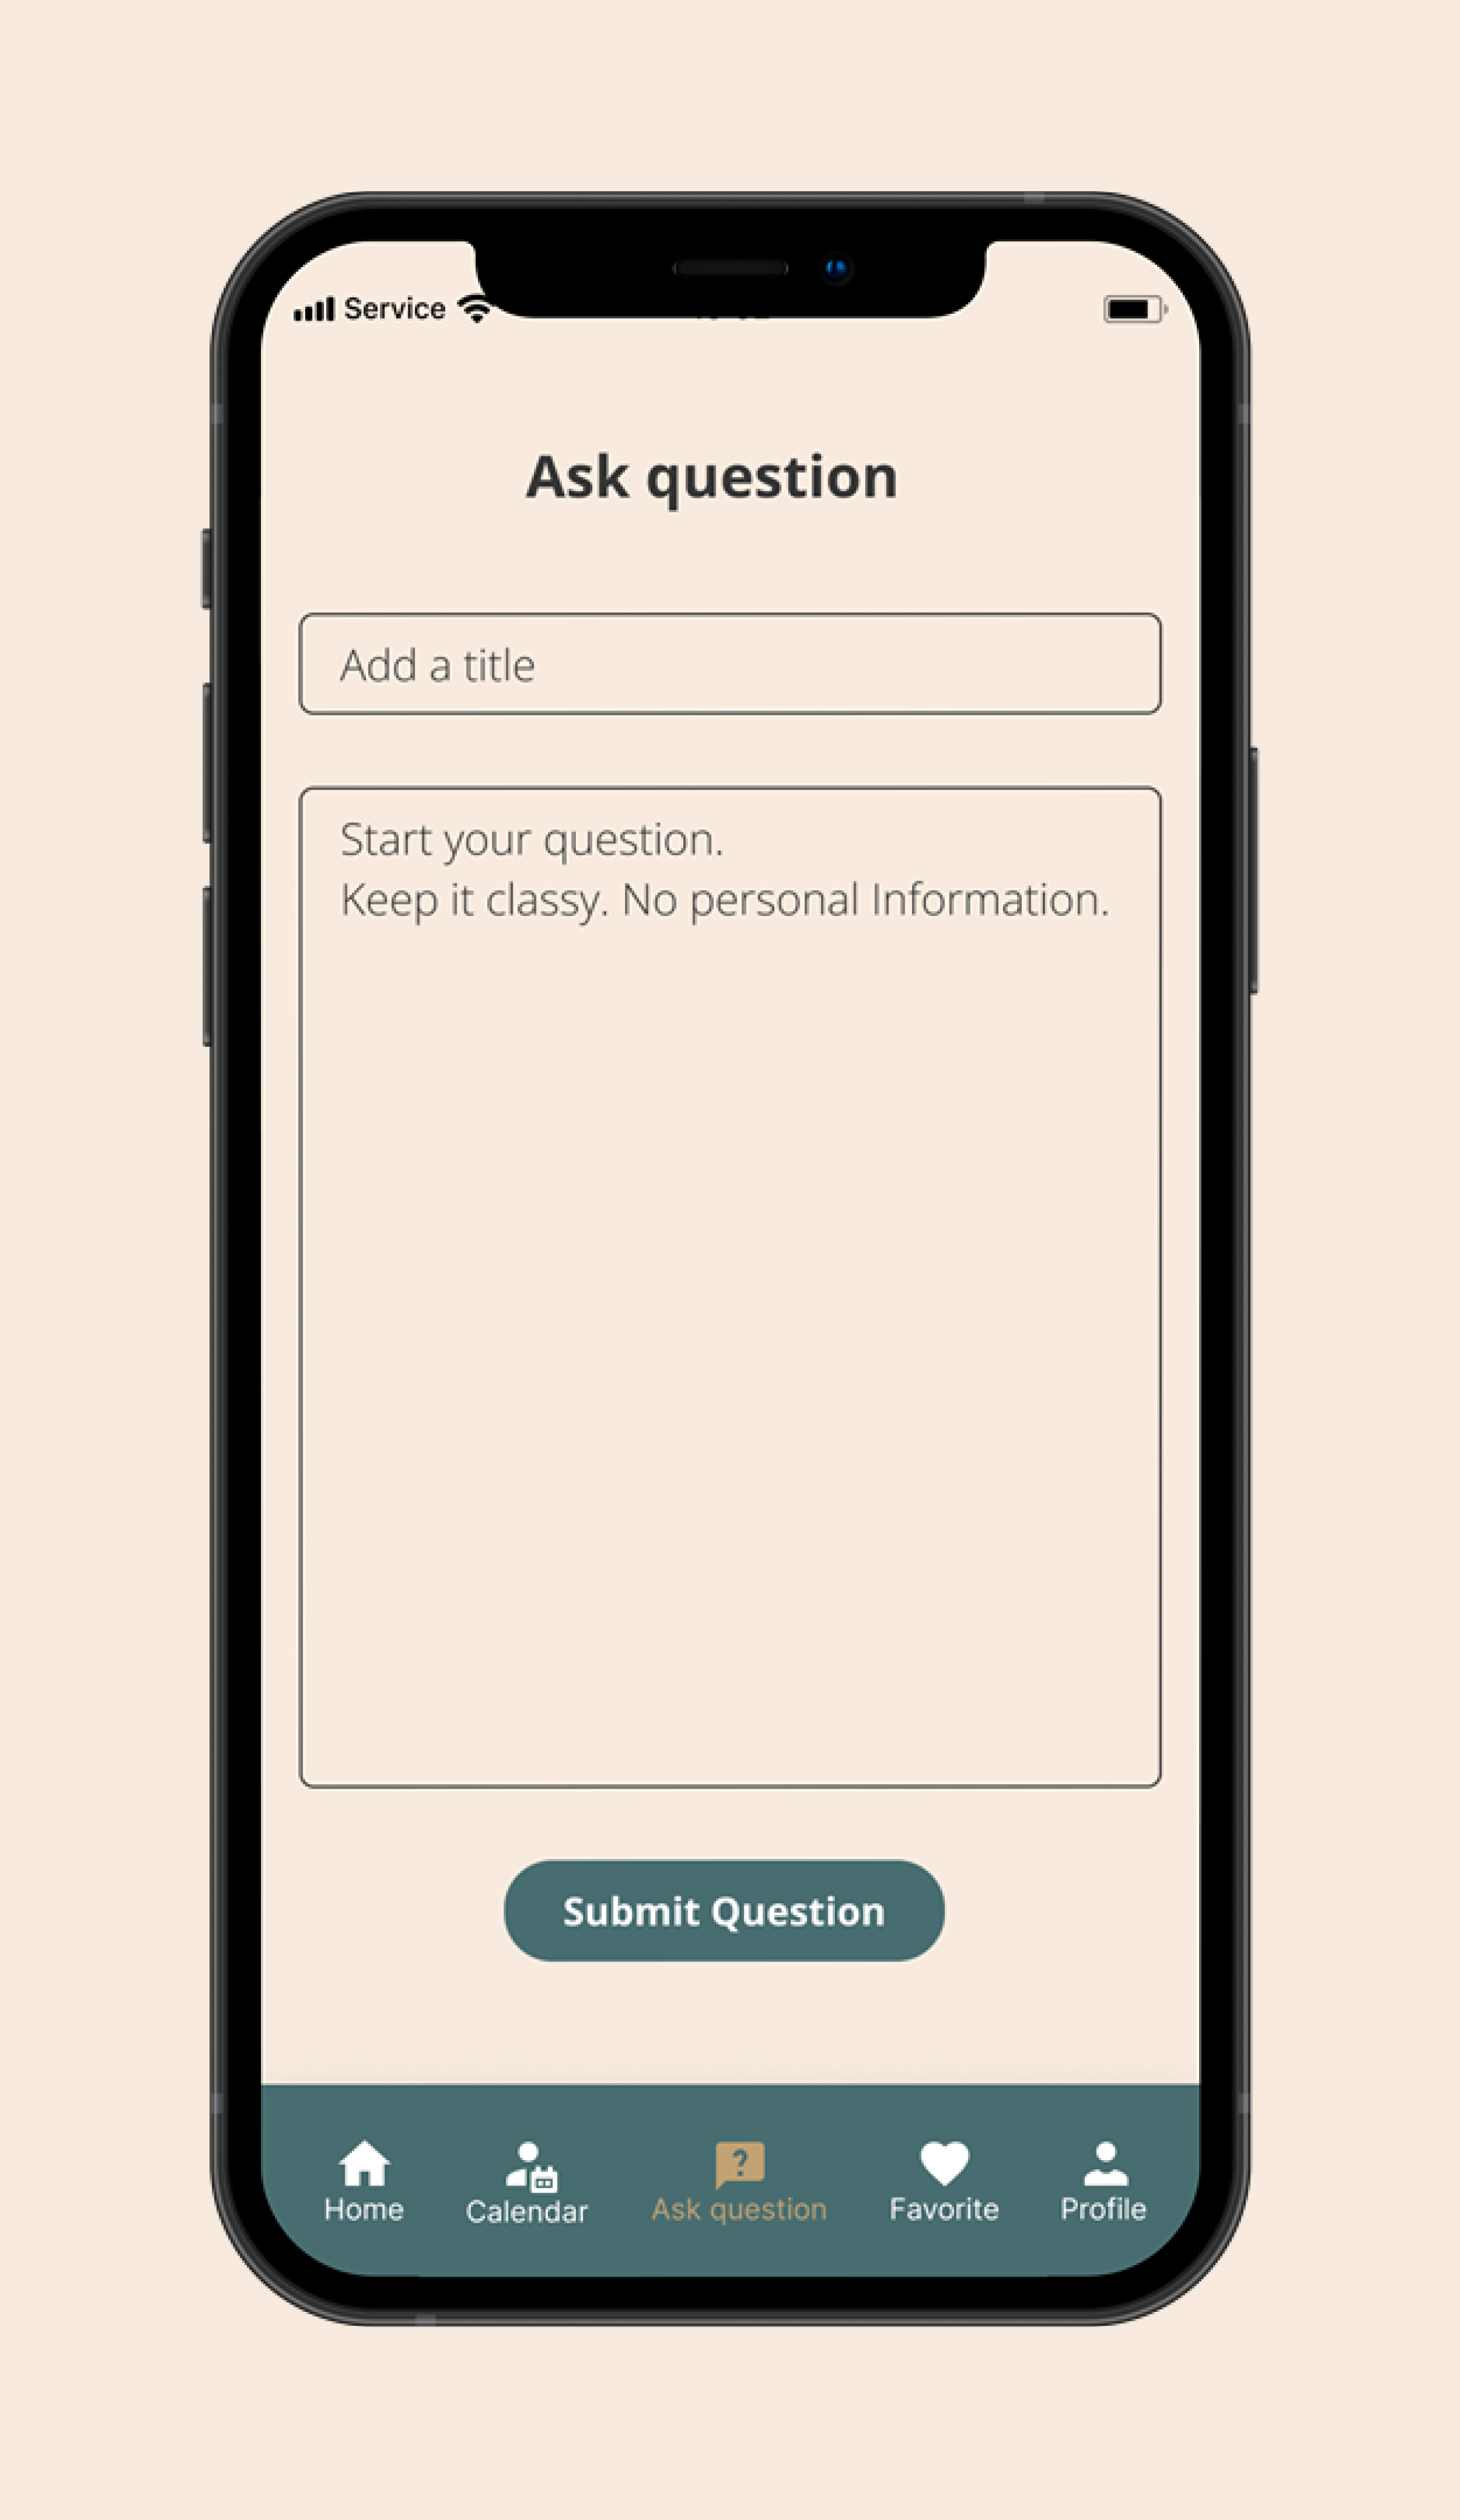 Service
Ask question
Add a title
Start your question.
Keep it classy. No personal Information.
Submit Question
Home
Calendar
Ask question
Favorite
Profile